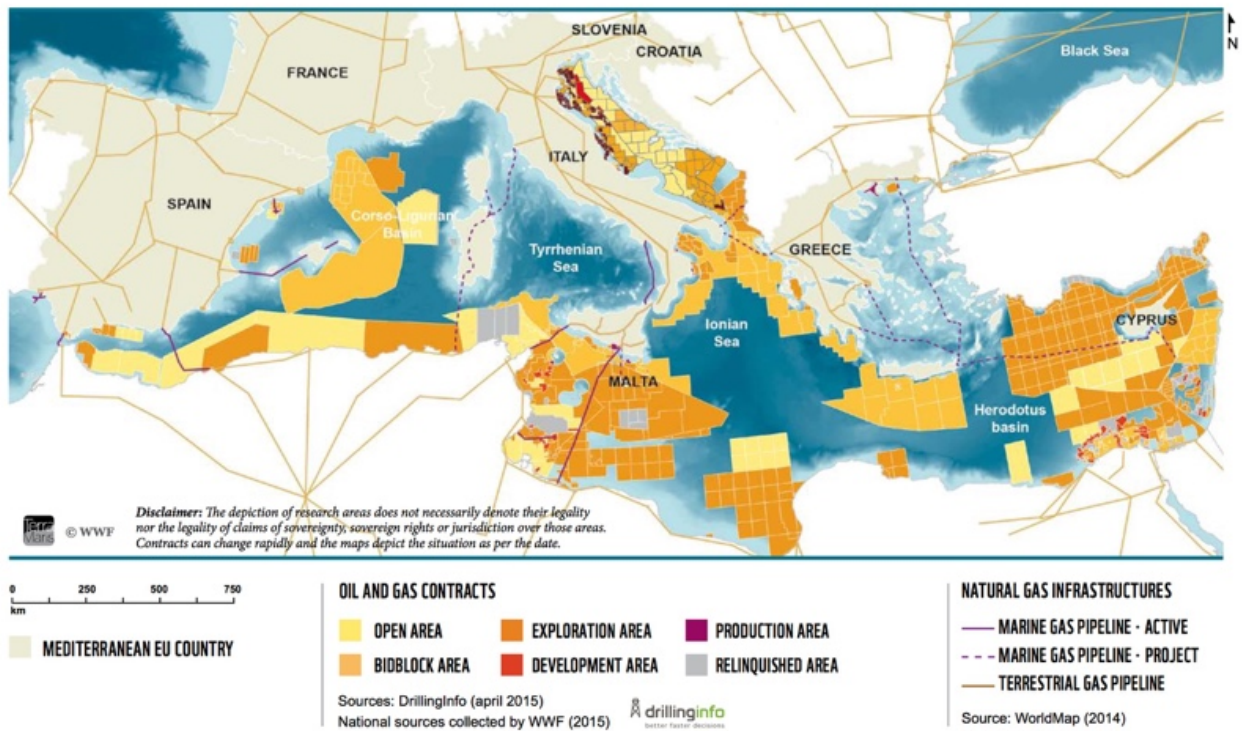 SLOVENIA
CROATIA
Black Sea
N
FRANCE
ITALY
SPAIN
Corso-Ligurian
Basin
Tyrrhenian
Sea
GREECE
Ionian
Sea
CYPRUS
MALTA
Herodotus
basin
Terra
Maris
© WWF
Disclaimer: The depiction of research areas does not necessarily denote their legality
nor the legality of claims of sovereignty, sovereign rights or jurisdiction over those areas.
Contracts can change rapidly and the maps depict the situation as per the date.
0 250 500 750
km
MEDITERRANEAN EU COUNTRY
OIL AND GAS CONTRACTS
OPEN AREA
EXPLORATION AREA
PRODUCTION AREA
BIDBLOCK AREA
DEVELOPMENT AREA
RELINQUISHED AREA
Sources: DrillingInfo (april 2015)
National sources collected by WWF (2015)
drillinginfo
better faster decisions
NATURAL GAS INFRASTRUCTURES
MARINE GAS PIPELINE - ACTIVE
MARINE GAS PIPELINE - PROJECT
TERRESTRIAL GAS PIPELINE
Source: WorldMap (2014)